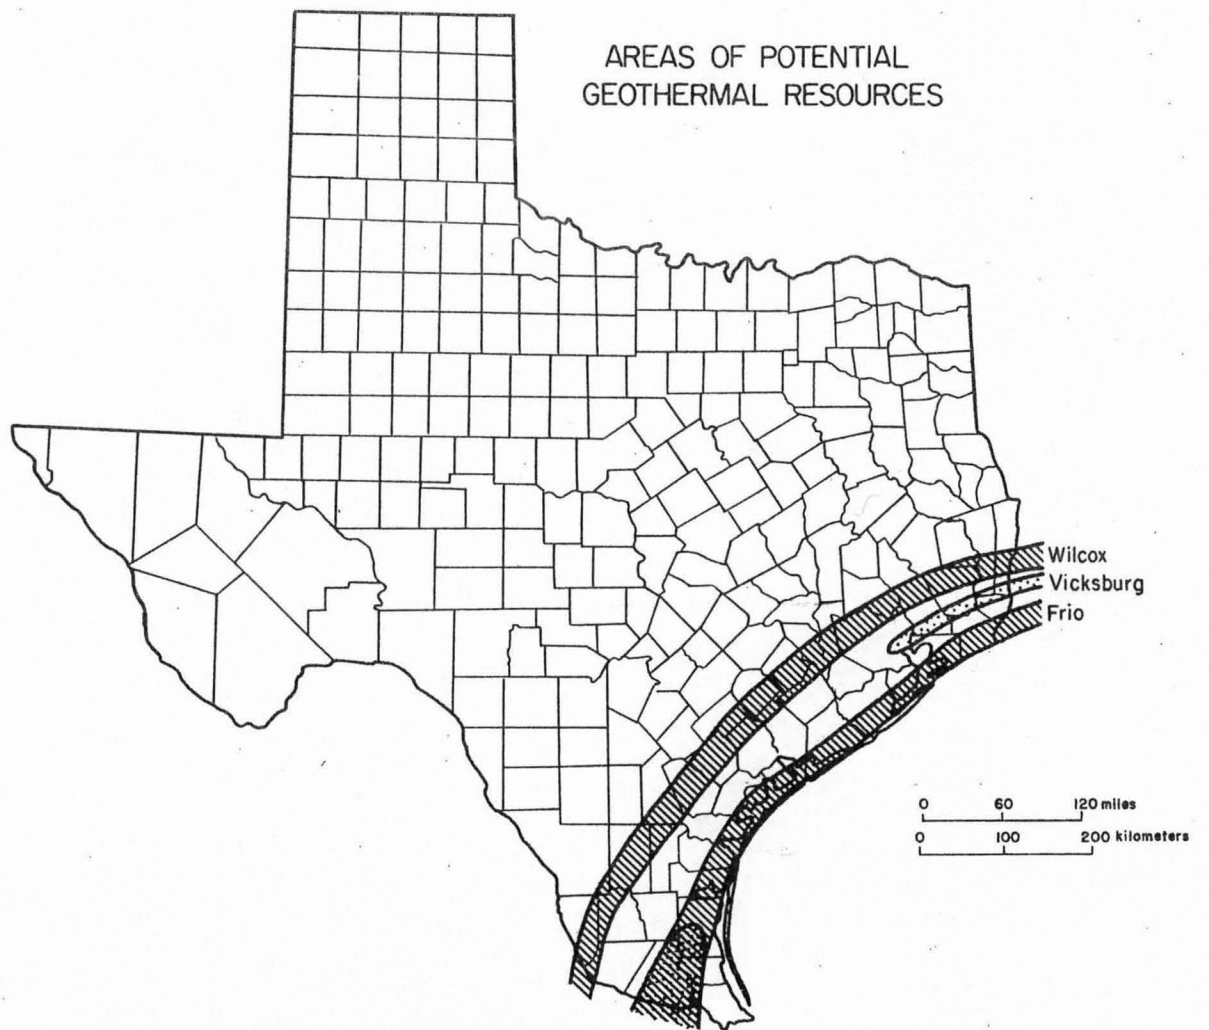 AREAS OF POTENTIAL
GEOTHERMAL RESOURCES
Wilcox
Vicksburg
Frio
0 60 120 miles
0 100 200 kilometers